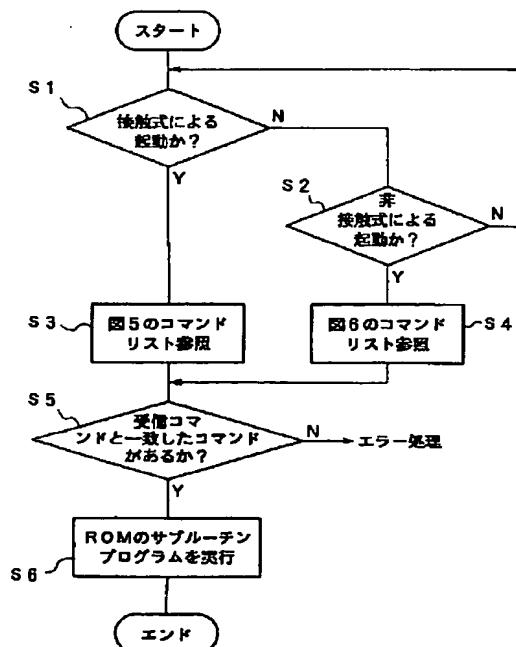 スタート
S1
接触式による
起動か?
N
Y
S2
非
接触式による
起動か?
N
Y
S3
図5のコマンド
リスト参照
図6のコマンド
リスト参照
S4
S5
受信コマ
ンドと一致したコマンド
があるか?
N
エラー処理
Y
ROMのサブルーチン
プログラムを実行
S6
エンド